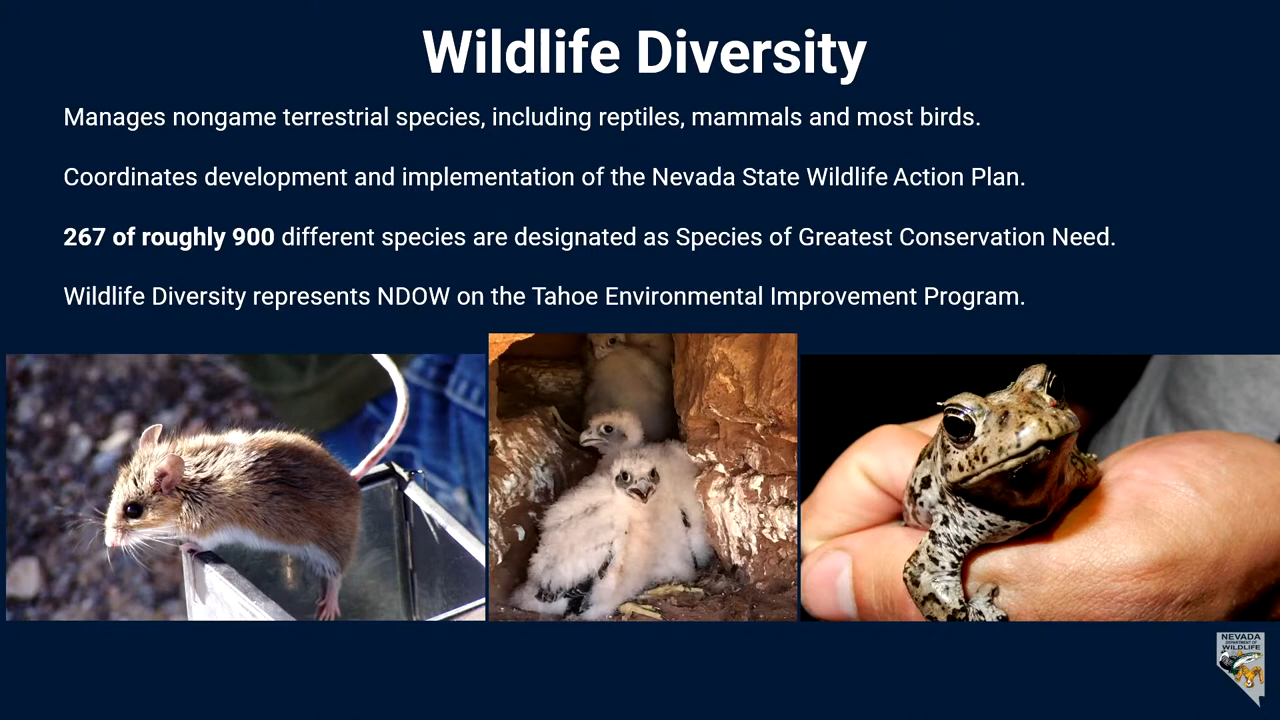 Wildlife Diversity
Manages nongame terrestrial species, including reptiles, mammals and most birds.
Coordinates development and implementation of the Nevada State Wildlife Action Plan.
267 of roughly 900 different species are designated as Species of Greatest Conservation Need.
Wildlife Diversity represents NDOW on the Tahoe Environmental Improvement Program.
NEVADA
DEPARTMENT OF
WILDLIFE